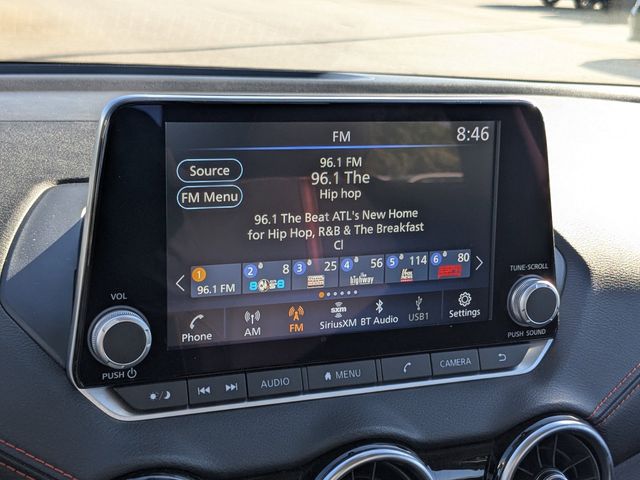 FM
8:46
Source
FM Menu
96.1 FM
96.1 The
Hip hop
96.1 The Beat ATL's New Home
for Hip Hop, R&B & The Breakfast
Cl
1
96.1 FM
2 8
3 25
4 56
the highway
5 114
6 80
Phone
AM
FM
sxm
SiriusXM
BT Audio
USB1
Settings
VOL
PUSH
TUNE·SCROLL
PUSH SOUND
AUDIO
MENU
CAMERA